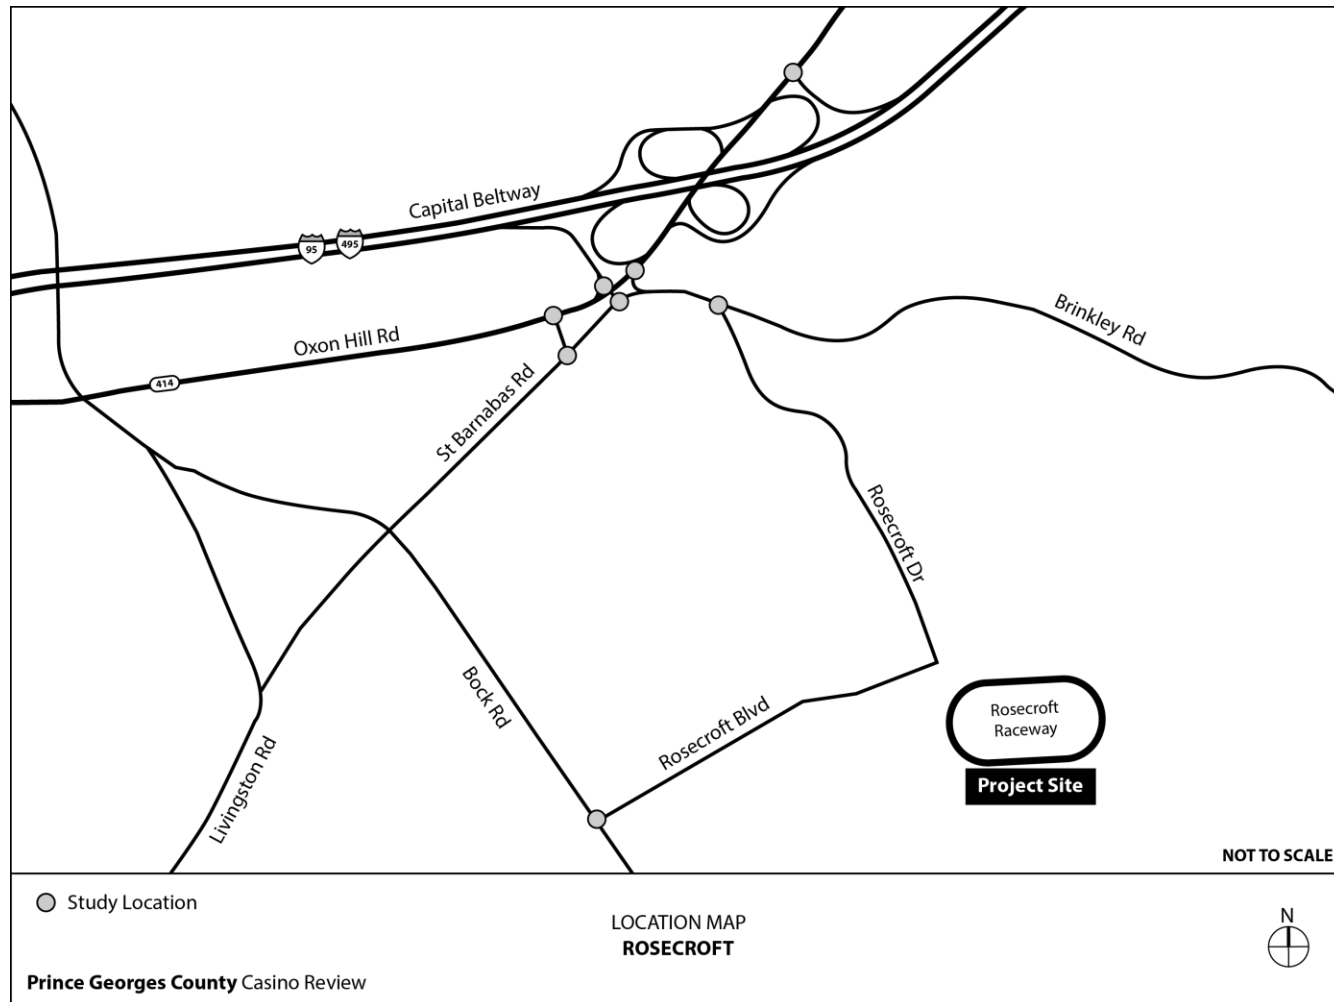 Capital Beltway
95
495
Oxon Hill Rd
414
Brinkley Rd
St Barnabas Rd
Rosecroft Dr
Bock Rd
Rosecroft Blvd
Livingston Rd
Rosecroft
Raceway
Project Site
NOT TO SCALE
Study Location
LOCATION MAP
ROSECROFT
N
Prince Georges County Casino Review